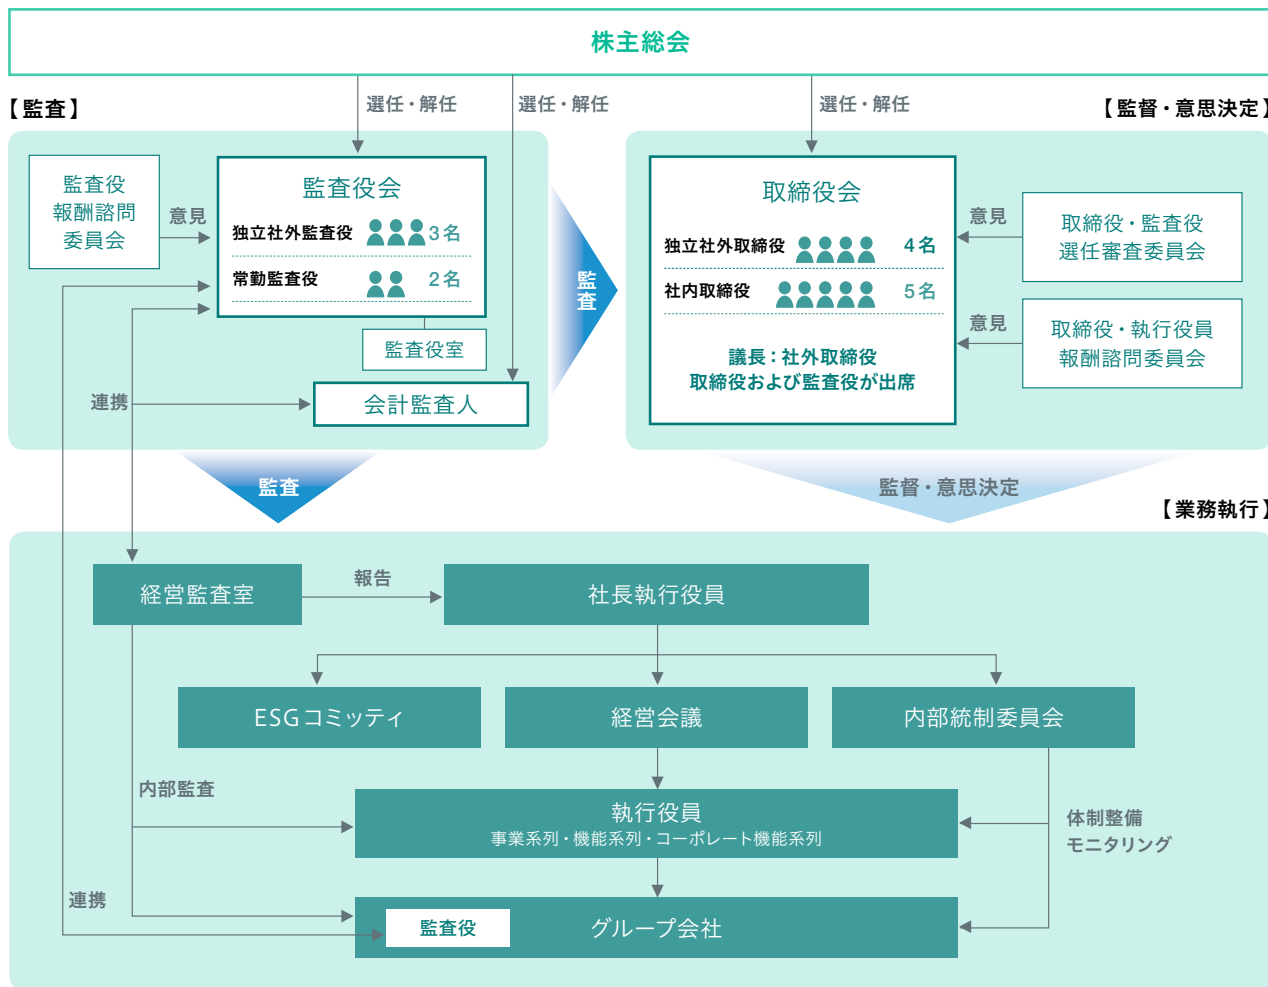 株主総会
選任・解任
選任・解任
選任・解任
【監査】
【監督・意思決定】
監査役
報酬諮問
委員会
意見
監査役会
独立社外監査役 3名
常勤監査役 2名
監査役室
会計監査人
連携
監査
取締役会
独立社外取締役 4名
社内取締役 5名
議長：社外取締役
取締役および監査役が出席
意見
取締役・監査役
選任審査委員会
意見
取締役・執行役員
報酬諮問委員会
監査
監督・意思決定
【業務執行】
経営監査室
報告
社長執行役員
ESGコミッティ
経営会議
内部統制委員会
内部監査
執行役員
事業系列・機能系列・コーポレート機能系列
体制整備
モニタリング
連携
監査役
グループ会社